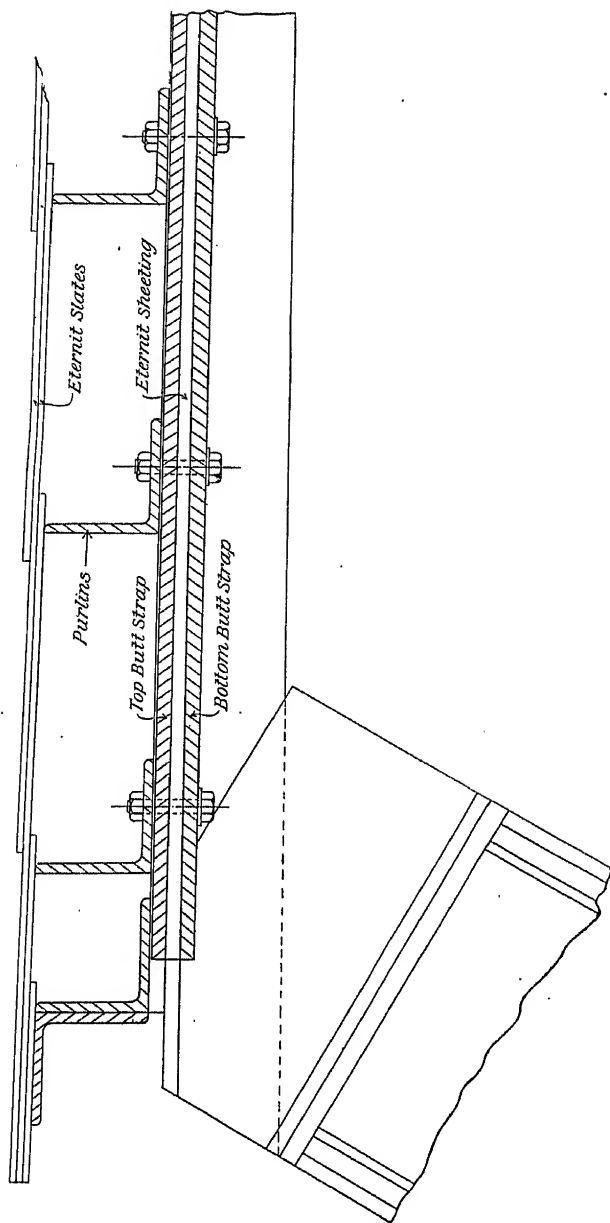 Eternit Slates
Purlins
Eternit Sheeting
Top Butt Strap
Bottom Butt Strap